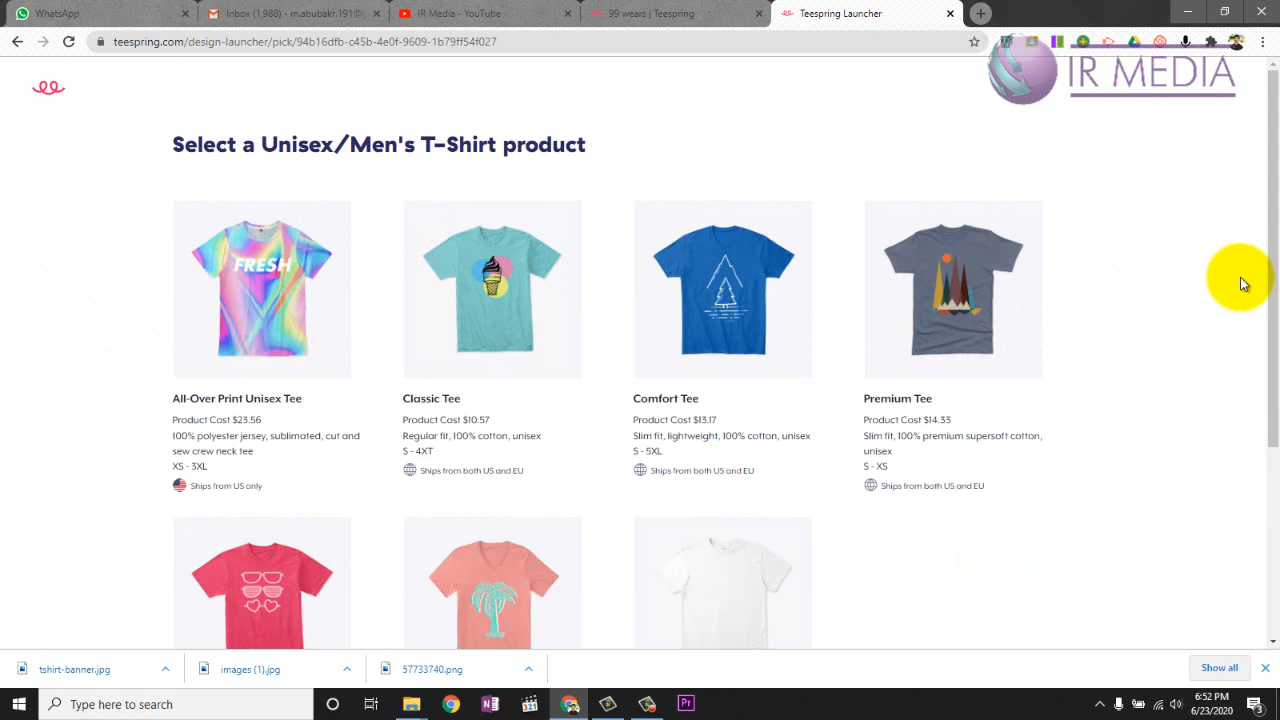 WhatsApp
Inbox (1,988) - mabubakr.191@g
IR Media - YouTube
99 wears | Teespring
Teespring Launcher
teespring.com/design-launcher/pick/94b16dfb-c45b-4e0f-9609-1b79ff54f027
IR MEDIA
Select a Unisex/Men's T-Shirt product
FRESH
All-Over Print Unisex Tee
Product Cost $23.56
100% polyester jersey, sublimated, cut and
sew crew neck tee
XS - 3XL
Ships from US only
Classic Tee
Product Cost $10.57
Regular fit, 100% cotton, unisex
S - 4XT
Ships from both US and EU
Comfort Tee
Product Cost $13.17
Slim fit, lightweight, 100% cotton, unisex
S - 5XL
Ships from both US and EU
Premium Tee
Product Cost $14.33
Slim fit, 100% premium supersoft cotton,
unisex
S - XS
Ships from both US and EU
tshirt-banner.jpg
images (1).jpg
57733740.png
Show all
Type here to search
Pr
6:52 PM
6/23/2020
3